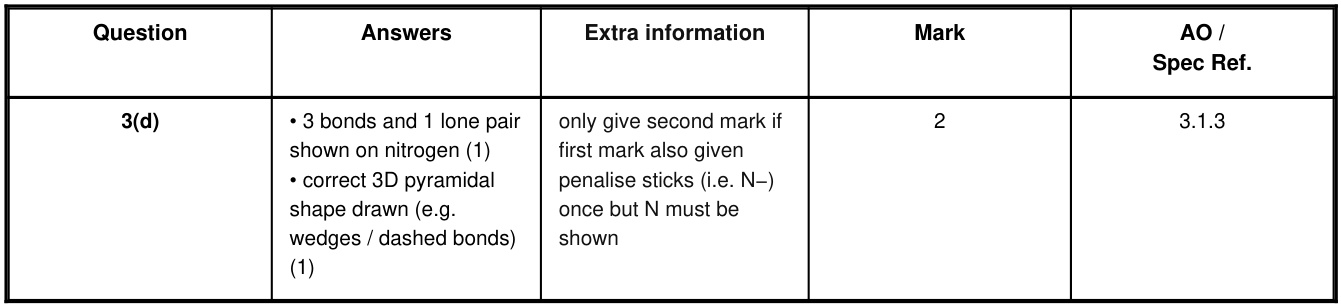 Question Answers Extra information Mark AO /
Spec Ref.
3(d) • 3 bonds and 1 lone pair only give second mark if 2 3.1.3
shown on nitrogen (1) first mark also given
• correct 3D pyramidal penalise sticks (i.e. N–)
shape drawn (e.g. once but N must be
wedges / dashed bonds) shown
(1)